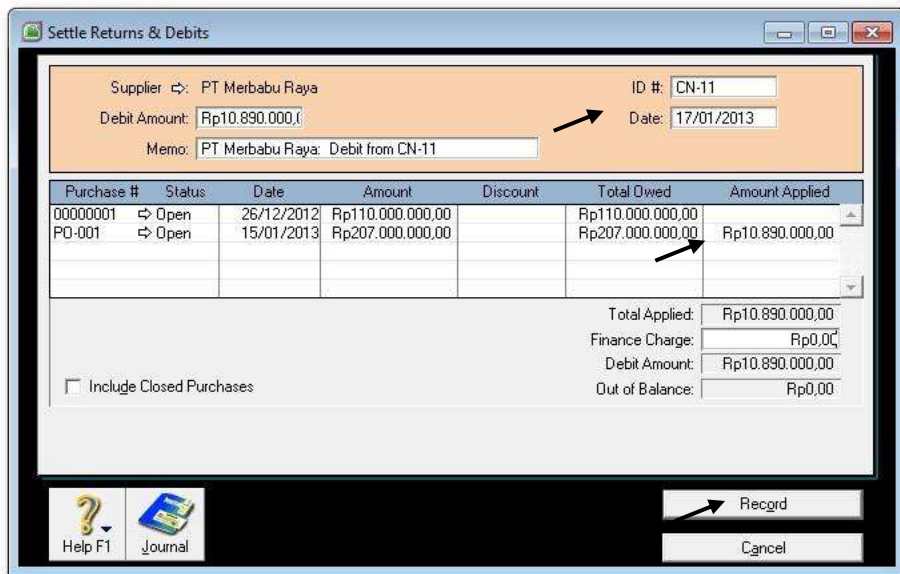 Settle Returns & Debits
Supplier ⇨: PT Merbabu Raya
ID #: CN-11
Debit Amount: Rp10.890.000,(
Date: 17/01/2013
Memo: PT Merbabu Raya: Debit from CN-11
Purchase # Status Date Amount Discount Total Owed Amount Applied
00000001 ⇨ Open 26/12/2012 Rp110.000.000,00 Rp110.000.000,00
PO-001 ⇨ Open 15/01/2013 Rp207.000.000,00 Rp207.000.000,00 Rp10.890.000,00
Total Applied: Rp10.890.000,00
Finance Charge: Rp0,00
Debit Amount: Rp10.890.000,00
Include Closed Purchases
Out of Balance: Rp0,00
Help F1 Journal
Record
Cancel